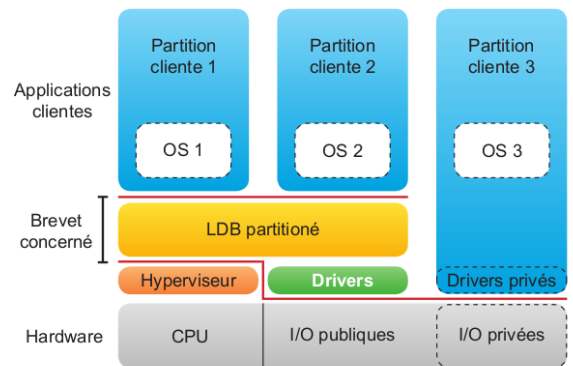 Partition
cliente 1
Partition
cliente 2
Partition
cliente 3
Applications
clientes
OS 1
OS 2
OS 3
Brevet
concerné
LDB partitioné
Hyperviseur
Drivers
Drivers privés
Hardware
CPU
I/O publiques
I/O privées